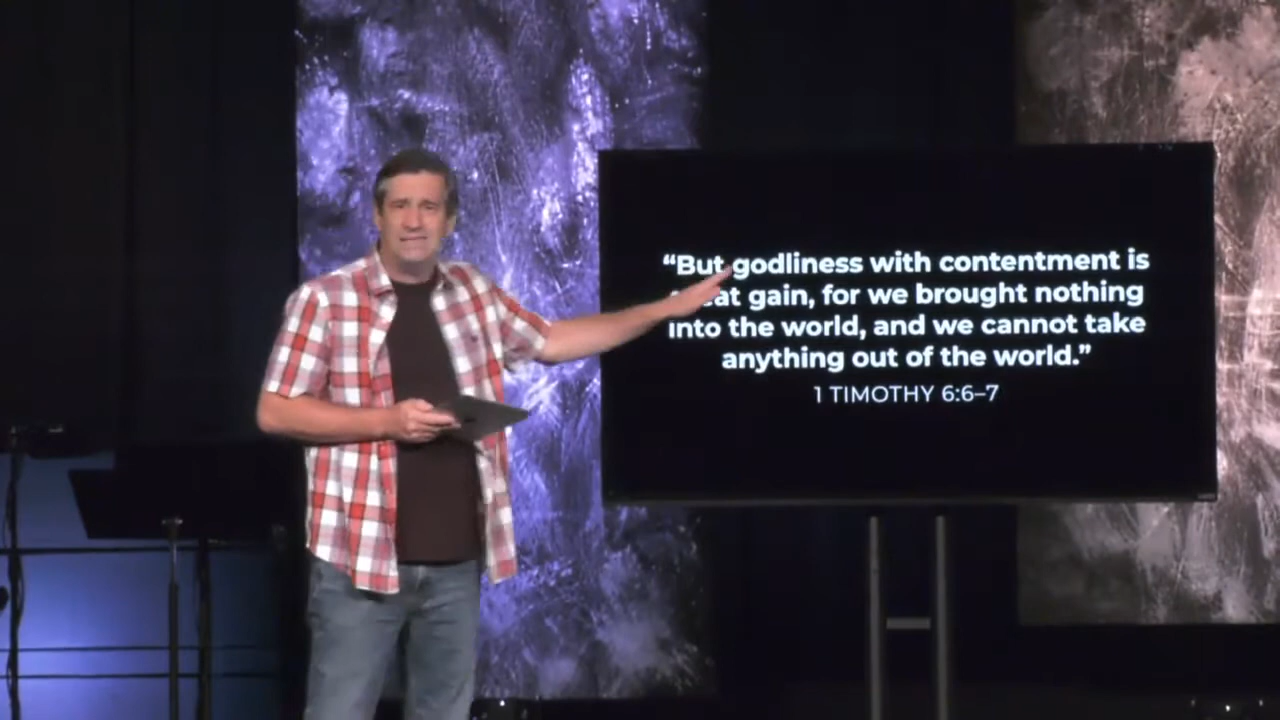 “But godliness with contentment is
gain, for we brought nothing
into the world, and we cannot take
anything out of the world.”
1 TIMOTHY 6:6–7